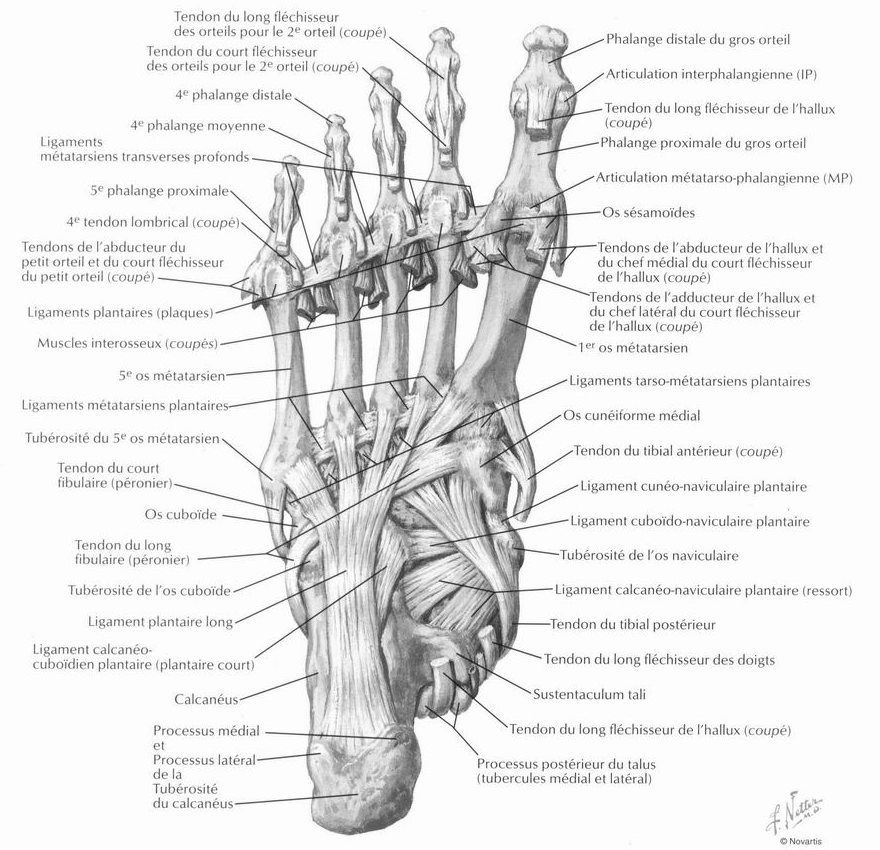 Tendon du long fléchisseur
des orteils pour le 2e orteil (coupé)
Tendon du court fléchisseur
des orteils pour le 2e orteil (coupé)
4e phalange distale
4e phalange moyenne
Ligaments
métatarsiens transverses profonds
5e phalange proximale
4e tendon lombrical (coupé)
Tendons de l'abducteur du
petit orteil et du court fléchisseur
du petit orteil (coupé)
Ligaments plantaires (plaques)
Muscles interosseux (coupés)
5e os métatarsien
Ligaments métatarsiens plantaires
Tubérosité du 5e os métatarsien
Tendon du court
fibulaire (péronier)
Os cuboïde
Tendon du long
fibulaire (péronier)
Tubérosité de l'os cuboïde
Ligament plantaire long
Ligament calcanéo-
cuboïdien plantaire (plantaire court)
Calcanéus
Processus médial
et
Processus latéral
de la
Tubérosité
du calcanéus
Phalange distale du gros orteil
Articulation interphalangienne (IP)
Tendon du long fléchisseur de l'hallux
(coupé)
Phalange proximale du gros orteil
Articulation métatarso-phalangienne (MP)
Os sésamoïdes
Tendons de l'abducteur de l'hallux et
du chef médial du court fléchisseur
de l'hallux (coupé)
Tendons de l'adducteur de l'hallux et
du chef latéral du court fléchisseur
de l'hallux (coupé)
1er os métatarsien
Ligaments tarso-métatarsiens plantaires
Os cunéiforme médial
Tendon du tibial antérieur (coupé)
Ligament cunéo-naviculaire plantaire
Ligament cuboïdo-naviculaire plantaire
Tubérosité de l'os naviculaire
Ligament calcanéo-naviculaire plantaire (ressort)
Tendon du tibial postérieur
Tendon du long fléchisseur des doigts
Sustentaculum tali
Tendon du long fléchisseur de l'hallux (coupé)
Processus postérieur du talus
(tubercules médial et latéral)
F. Netter
M.D.
© Novartis